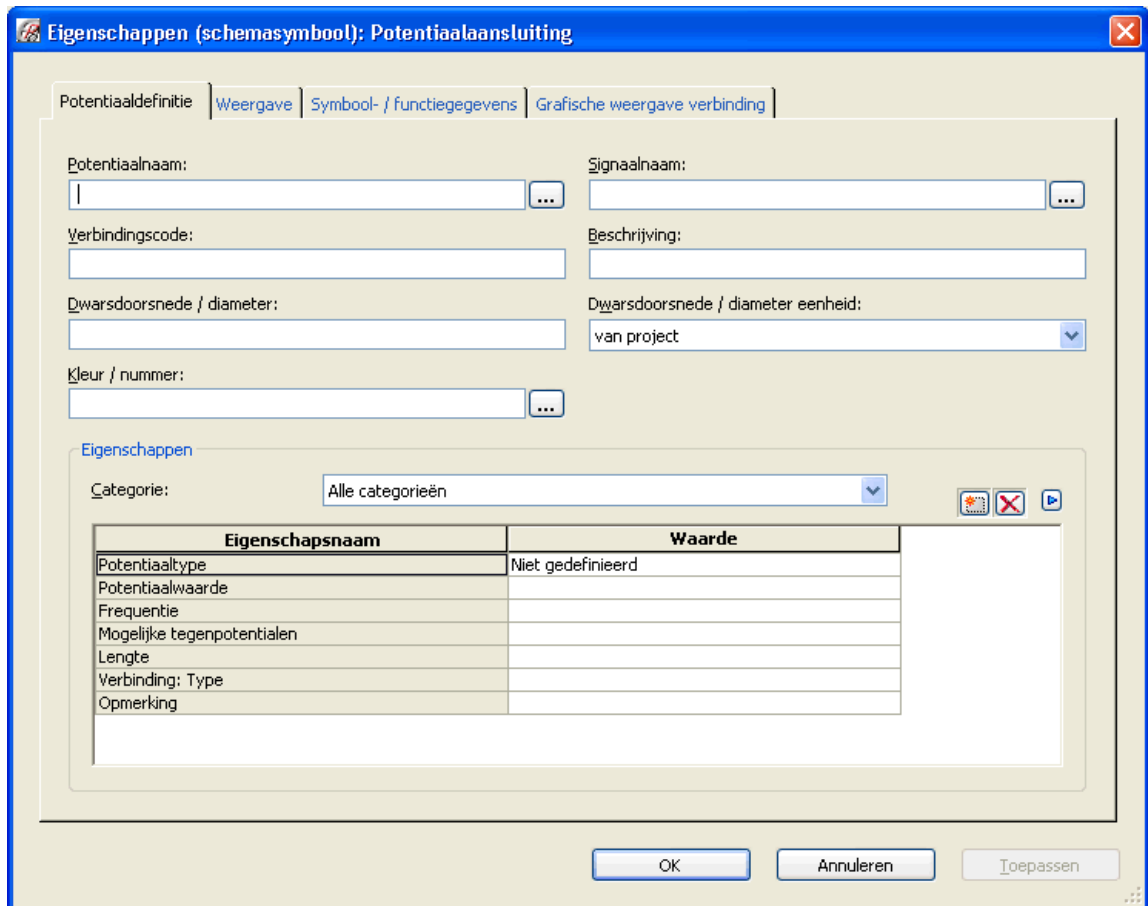 Eigenschappen (schemasymbool): Potentiaalaansluiting
Potentiaaldefinitie Weergave Symbool- / functiegegevens Grafische weergave verbinding
Potentiaalnaam: Signaalnaam:
... ...
Verbindingscode: Beschrijving:
Dwarsdoorsnede / diameter: Dwarsdoorsnede / diameter eenheid:
van project
Kleur / nummer:
...
Eigenschappen
Categorie: Alle categorieën
Eigenschapsnaam Waarde
Potentiaaltype Niet gedefinieerd
Potentiaalwaarde
Frequentie
Mogelijke tegenpotentialen
Lengte
Verbinding: Type
Opmerking
OK Annuleren Toepassen